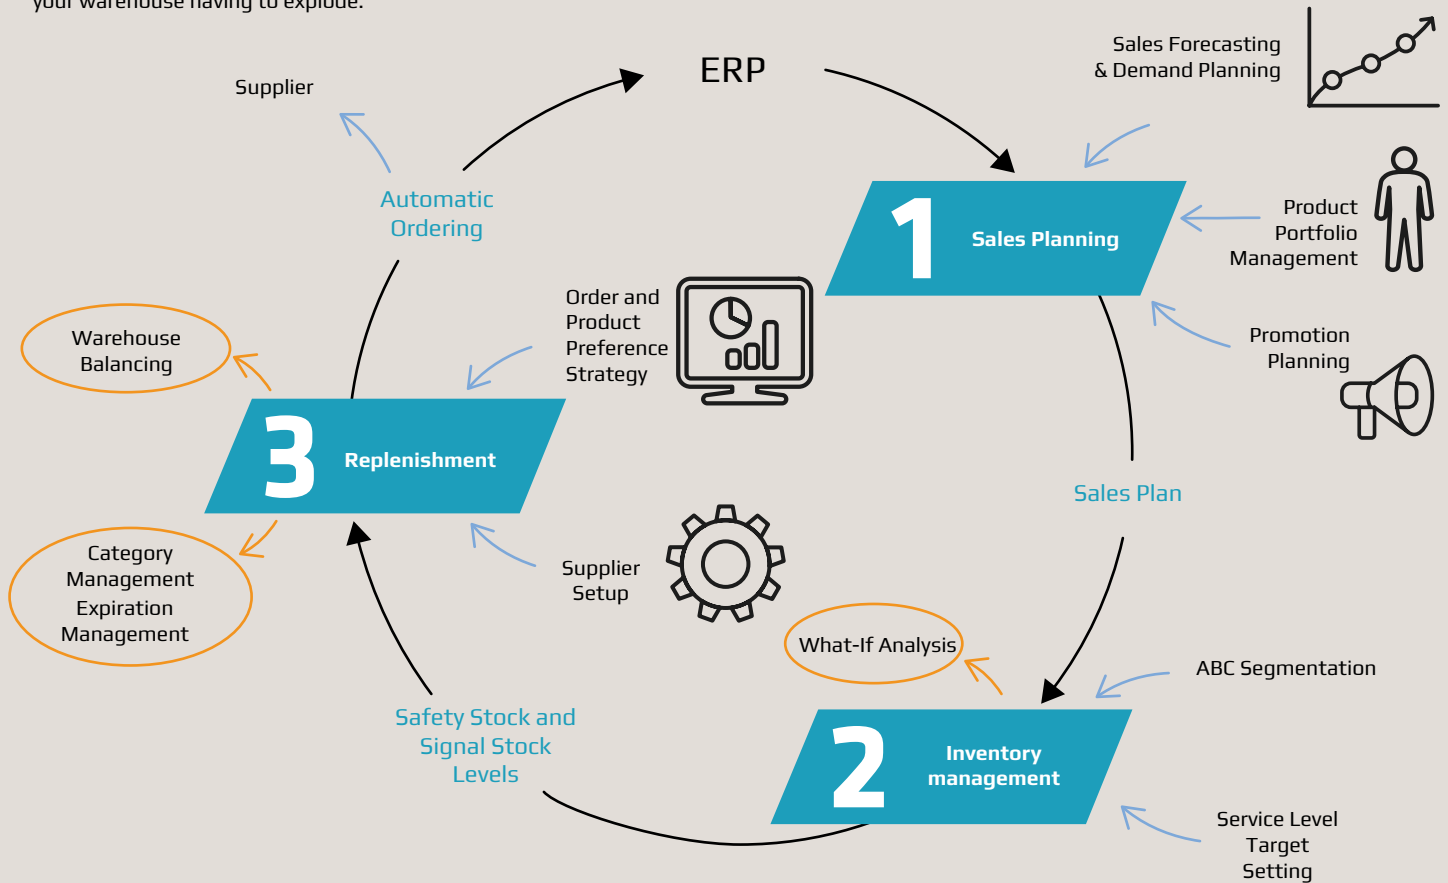 your warehouse having to explode.
ERP
Sales Forecasting
& Demand Planning
Supplier
Automatic
Ordering
1
Sales Planning
Product
Portfolio
Management
Order and
Product
Preference
Strategy
Promotion
Planning
Warehouse
Balancing
3
Replenishment
Sales Plan
Category
Management
Expiration
Management
Supplier
Setup
What-If Analysis
ABC Segmentation
Safety Stock and
Signal Stock
Levels
2
Inventory
management
Service Level
Target
Setting